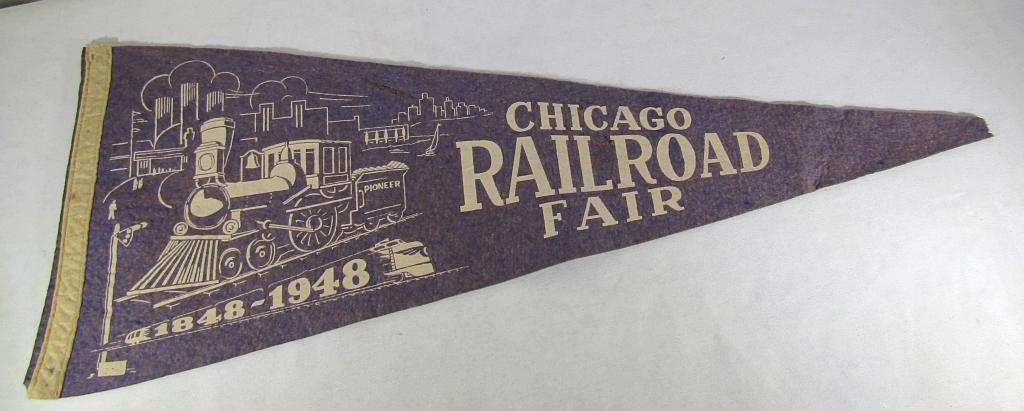 CHICAGO
RAILROAD
FAIR
PIONEER
1848-1948